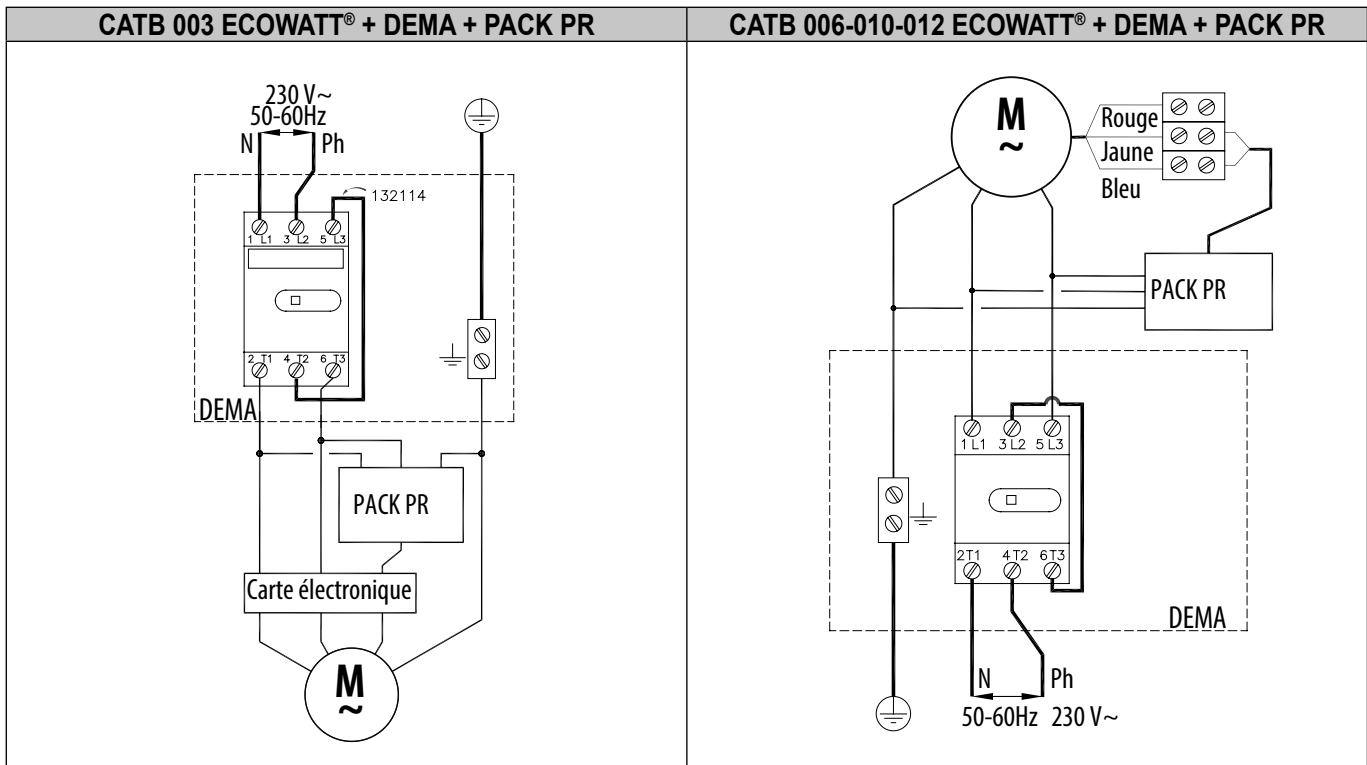 CATB 003 ECOWATT® + DEMA + PACK PR
230 V~
50-60Hz
N Ph
132114
1 L1 3 L2 5 L3
2 T1 4 T2 6 T3
DEMA
PACK PR
Carte électronique
M
~
CATB 006-010-012 ECOWATT® + DEMA + PACK PR
M
~
Rouge
Jaune
Bleu
PACK PR
1 L1 3 L2 5 L3
2T1 4T2 6T3
DEMA
N Ph
50-60Hz 230 V~